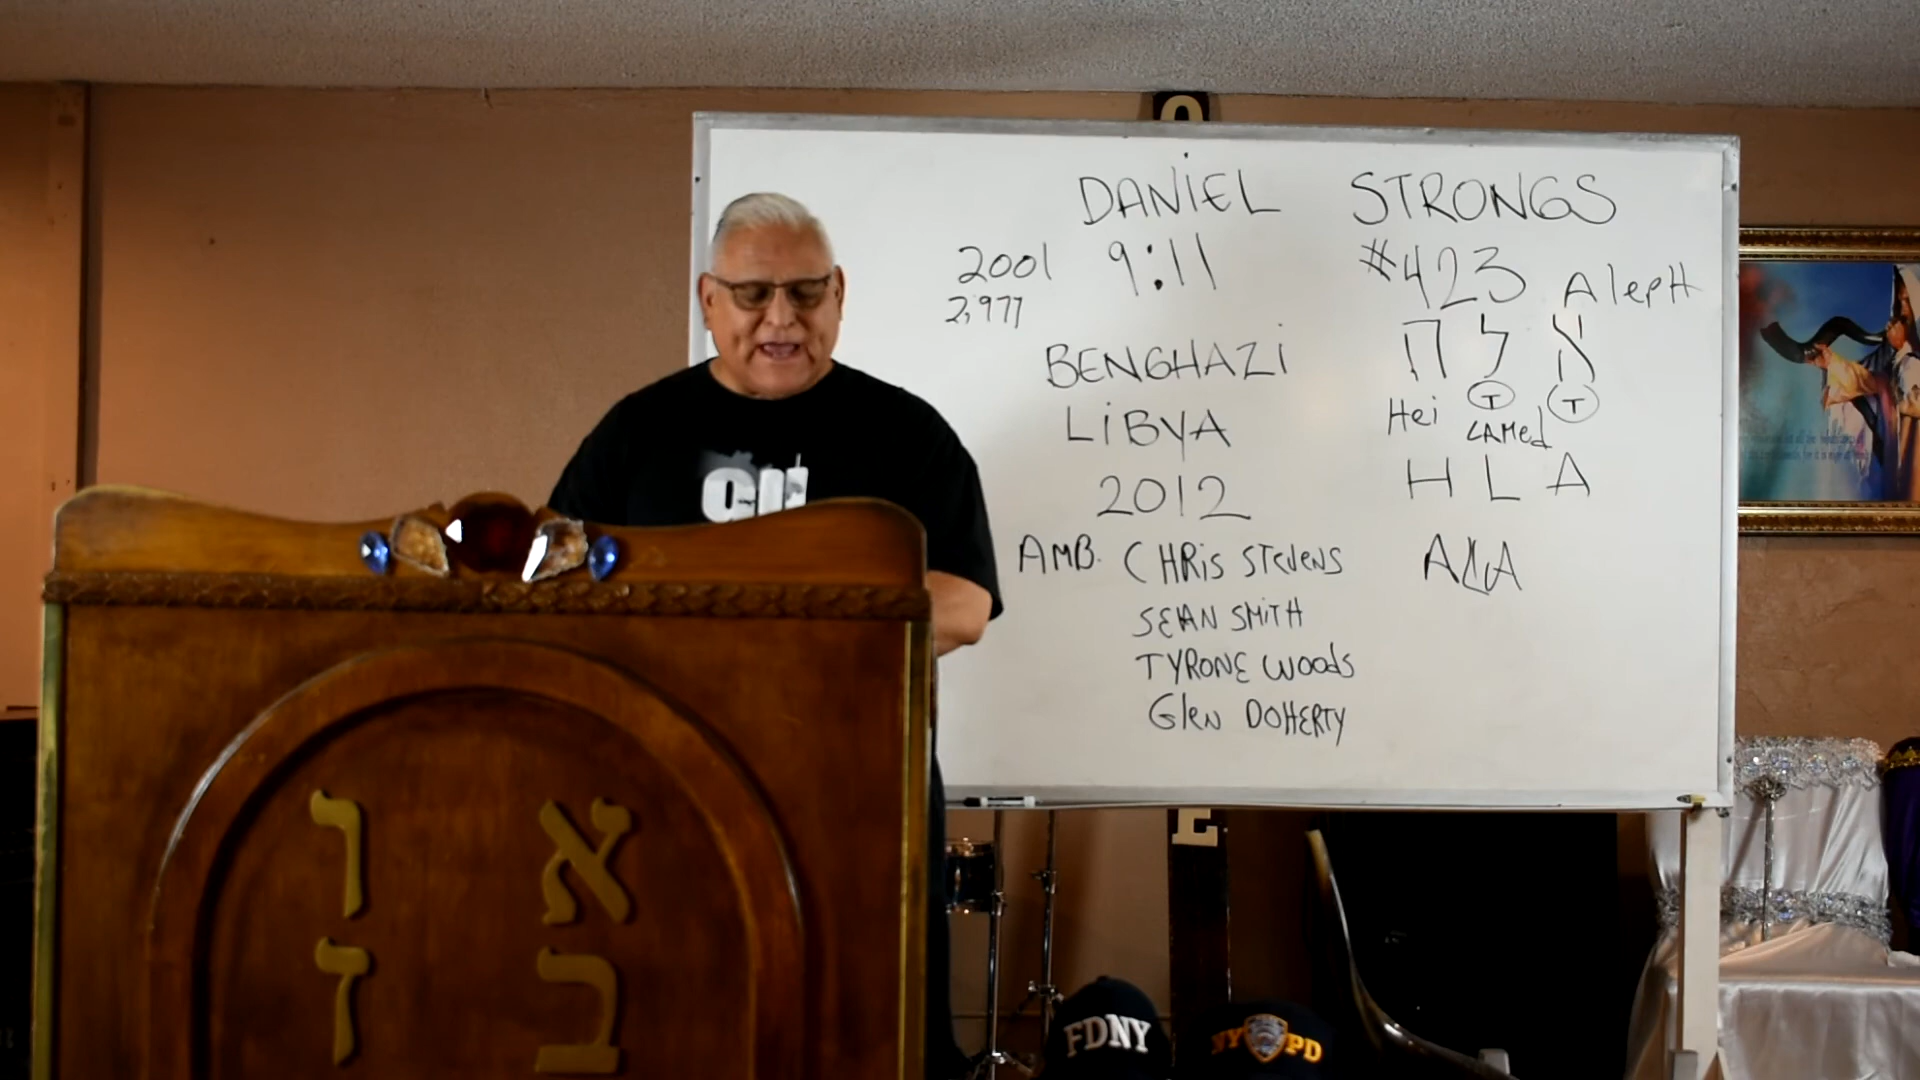 DANIEL STRONGS
2001 9:11 #423 AlepH
2,977
ה ל א
BENGHAZI
T T
LIBYA Hei LAMed
2012 H L A
AMB. CHRIS STEVENS
SEAN SMITH
TYRONE WOODS
Glen DOHERTY
911
ו א
ז ב
E
FDNY
NYPD